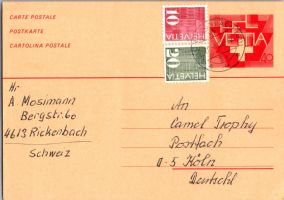 CARTE POSTALE
POSTKARTE
CARTOLINA POSTALE
10
HELVETIA
20
HELVETIA
40
Hr
A Mosimann
Bergstr. 60
4613 Rickenbach
Schweiz
An
Camel Trophy
Postfach
D-5 Köln
Deutschl